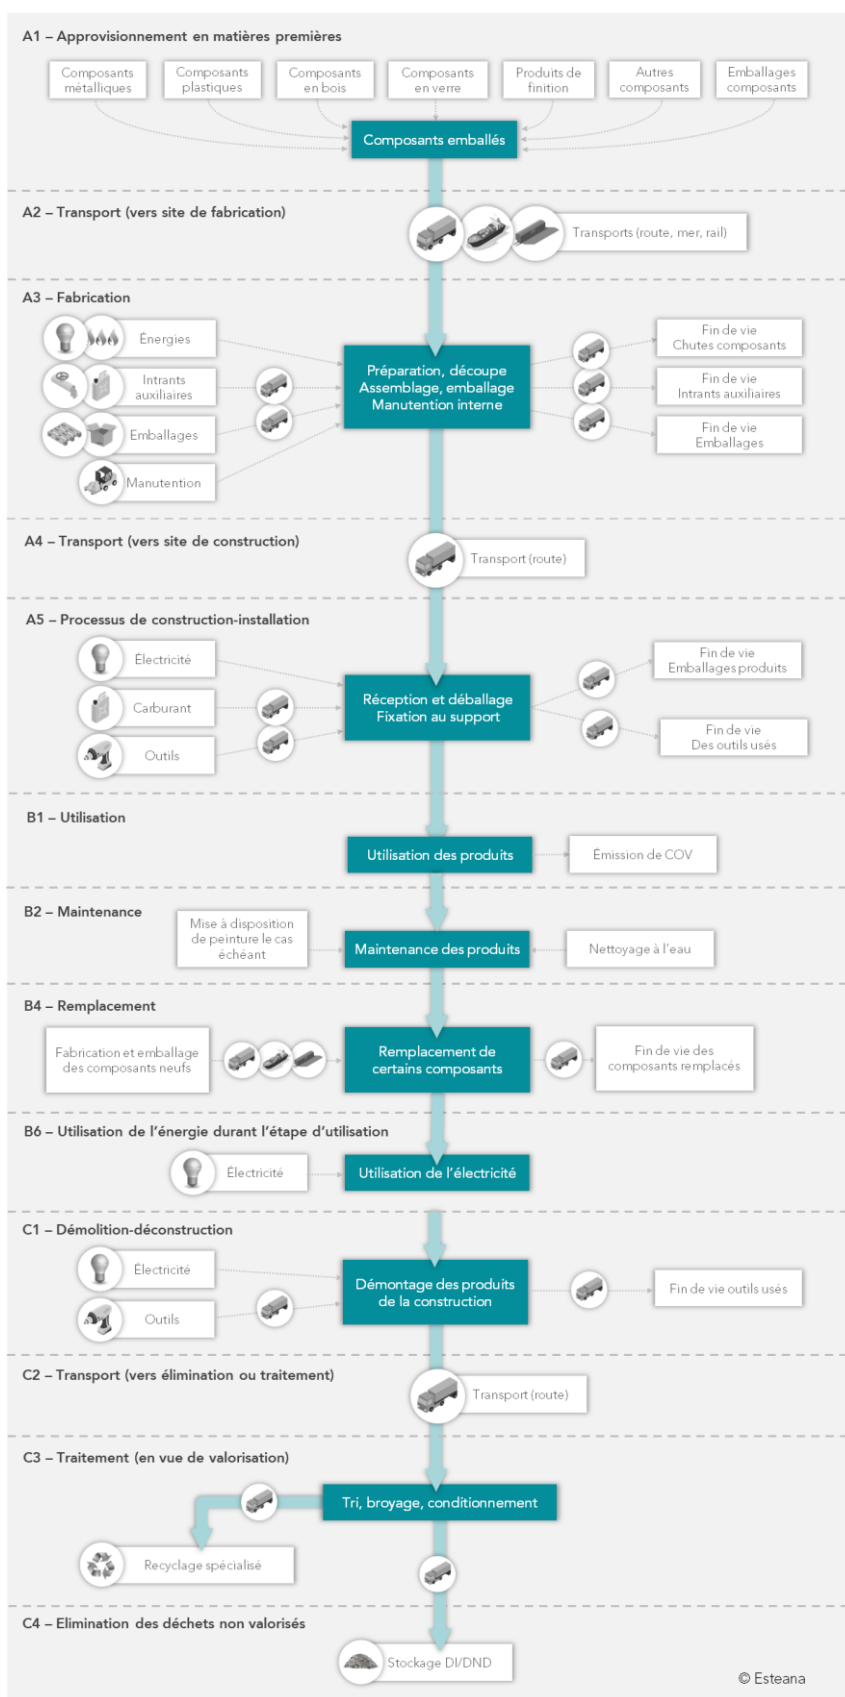 A1 – Approvisionnement en matières premières
Composants
métalliques
Composants
plastiques
Composants
en bois
Composants
en verre
Produits de
finition
Autres
composants
Emballages
composants
Composants emballés
A2 – Transport (vers site de fabrication)
Transports (route, mer, rail)
A3 – Fabrication
Énergies
Intrants
auxiliaires
Emballages
Manutention
Préparation, découpe
Assemblage, emballage
Manutention interne
Fin de vie
Chutes composants
Fin de vie
Intrants auxiliaires
Fin de vie
Emballages
A4 – Transport (vers site de construction)
Transport (route)
A5 – Processus de construction-installation
Électricité
Carburant
Outils
Réception et déballage
Fixation au support
Fin de vie
Emballages produits
Fin de vie
Des outils usés
B1 – Utilisation
Utilisation des produits
Émission de COV
B2 – Maintenance
Mise à disposition
de peinture le cas
échéant
Maintenance des produits
Nettoyage à l'eau
B4 – Remplacement
Fabrication et emballage
des composants neufs
Remplacement de
certains composants
Fin de vie des
composants remplacés
B6 – Utilisation de l'énergie durant l'étape d'utilisation
Électricité
Utilisation de l'électricité
C1 – Démolition-déconstruction
Électricité
Outils
Démontage des produits
de la construction
Fin de vie outils usés
C2 – Transport (vers élimination ou traitement)
Transport (route)
C3 – Traitement (en vue de valorisation)
Tri, broyage, conditionnement
Recyclage spécialisé
C4 – Elimination des déchets non valorisés
Stockage DI/DND
© Esteana